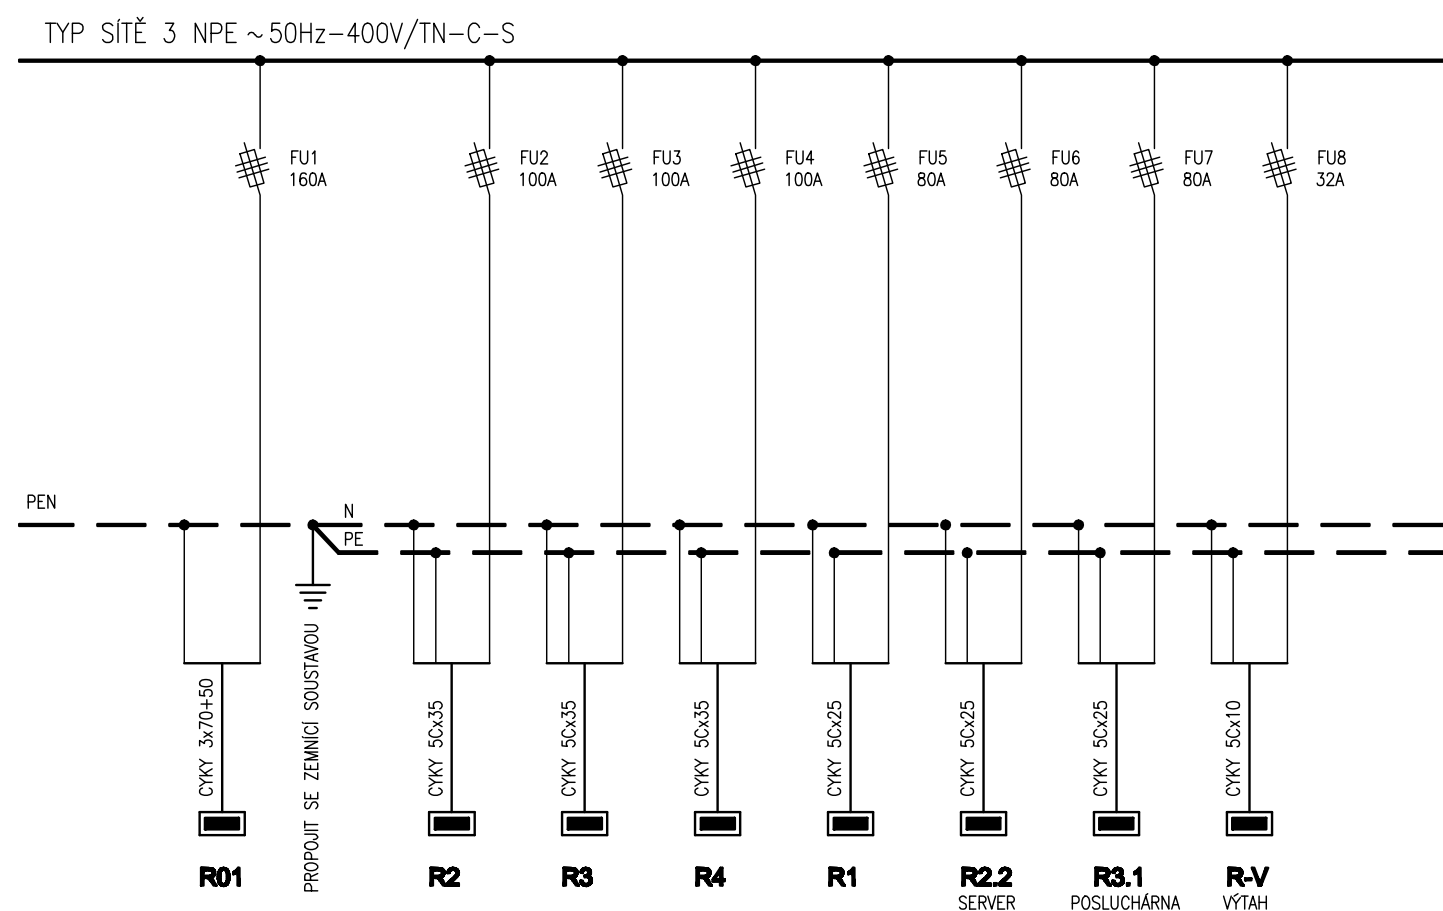 TYP SÍTĚ 3 NPE ~ 50Hz-400V/TN-C-S
FU1
160A
FU2
100A
FU3
100A
FU4
100A
FU5
80A
FU6
80A
FU7
80A
FU8
32A
PEN
N
PE
PROPOJIT SE ZEMNÍCÍ SOUSTAVOU
CYKY 3x70+50
CYKY 5Cx35
CYKY 5Cx35
CYKY 5Cx35
CYKY 5Cx25
CYKY 5Cx25
CYKY 5Cx25
CYKY 5Cx10
R01
R2
R3
R4
R1
R2.2
SERVER
R3.1
POSLUCHÁRNA
R-V
VÝTAH